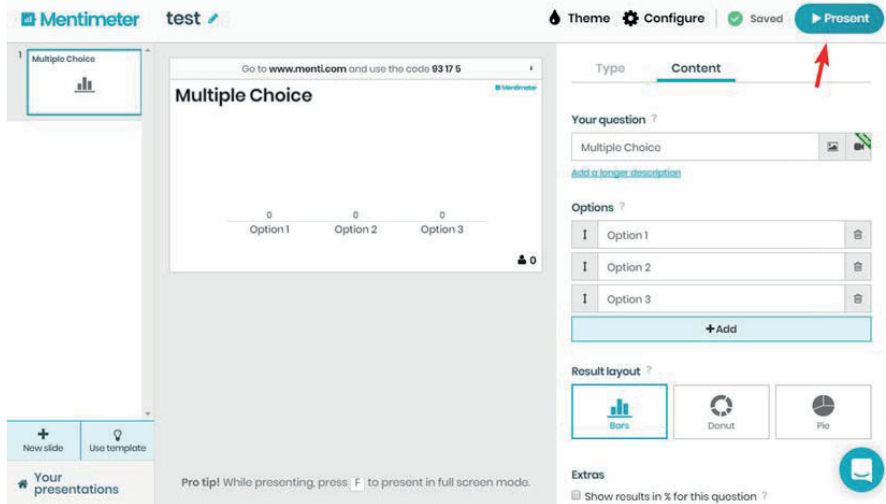 Mentimeter
test
Theme
Configure
Saved
Present
1
Multiple Choice
New slide
Use template
Your presentations
Go to www.menti.com and use the code 93 17 5
Mentimeter
Multiple Choice
0 0 0
Option 1 Option 2 Option 3
0
Pro tip! While presenting, press F to present in full screen mode.
Type Content
Your question ?
Multiple Choice
Add a longer description
Options ?
Option 1
Option 2
Option 3
+Add
Result layout ?
Bars Donut Pie
Extras
Show results in % for this question ?